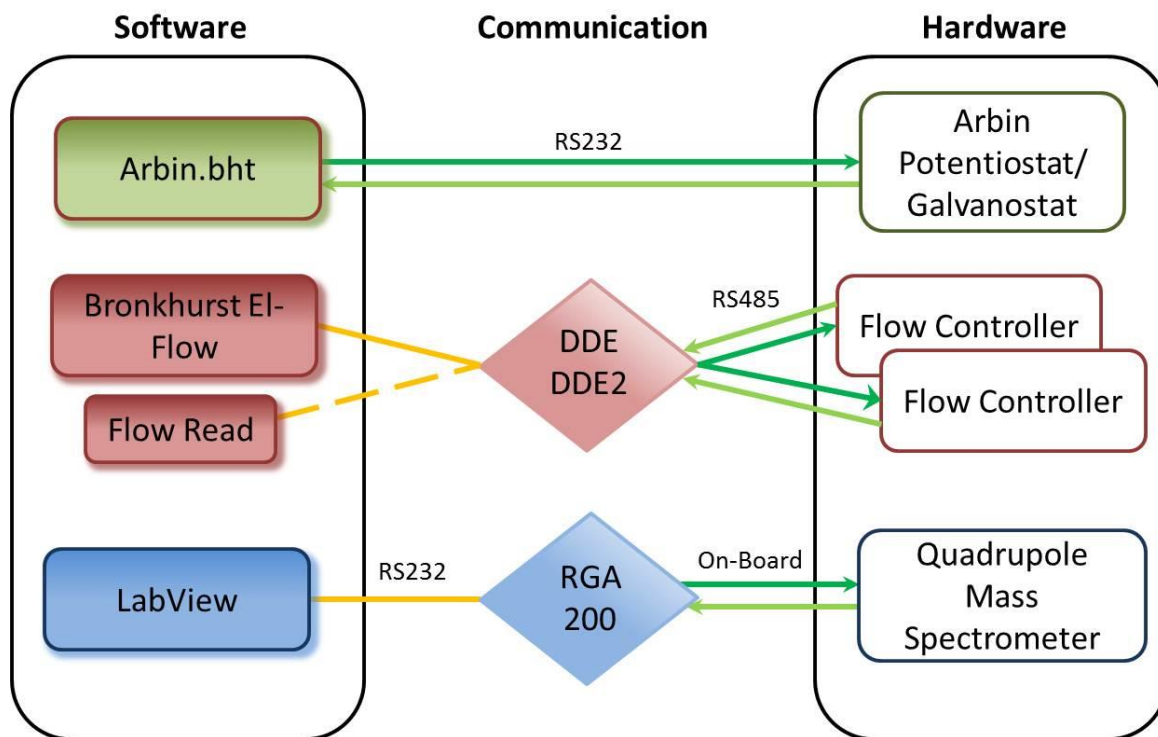 Software
Communication
Hardware
Arbin.bht
RS232
Arbin
Potentiostat/
Galvanostat
Bronkhurst El-
Flow
Flow Read
DDE
DDE2
RS485
Flow Controller
Flow Controller
LabView
RS232
RGA
200
On-Board
Quadrupole
Mass
Spectrometer